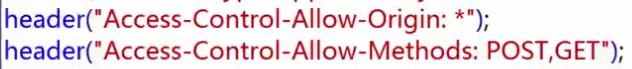 header("Access-Control-Allow-Origin: *");
header("Access-Control-Allow-Methods: POST,GET");